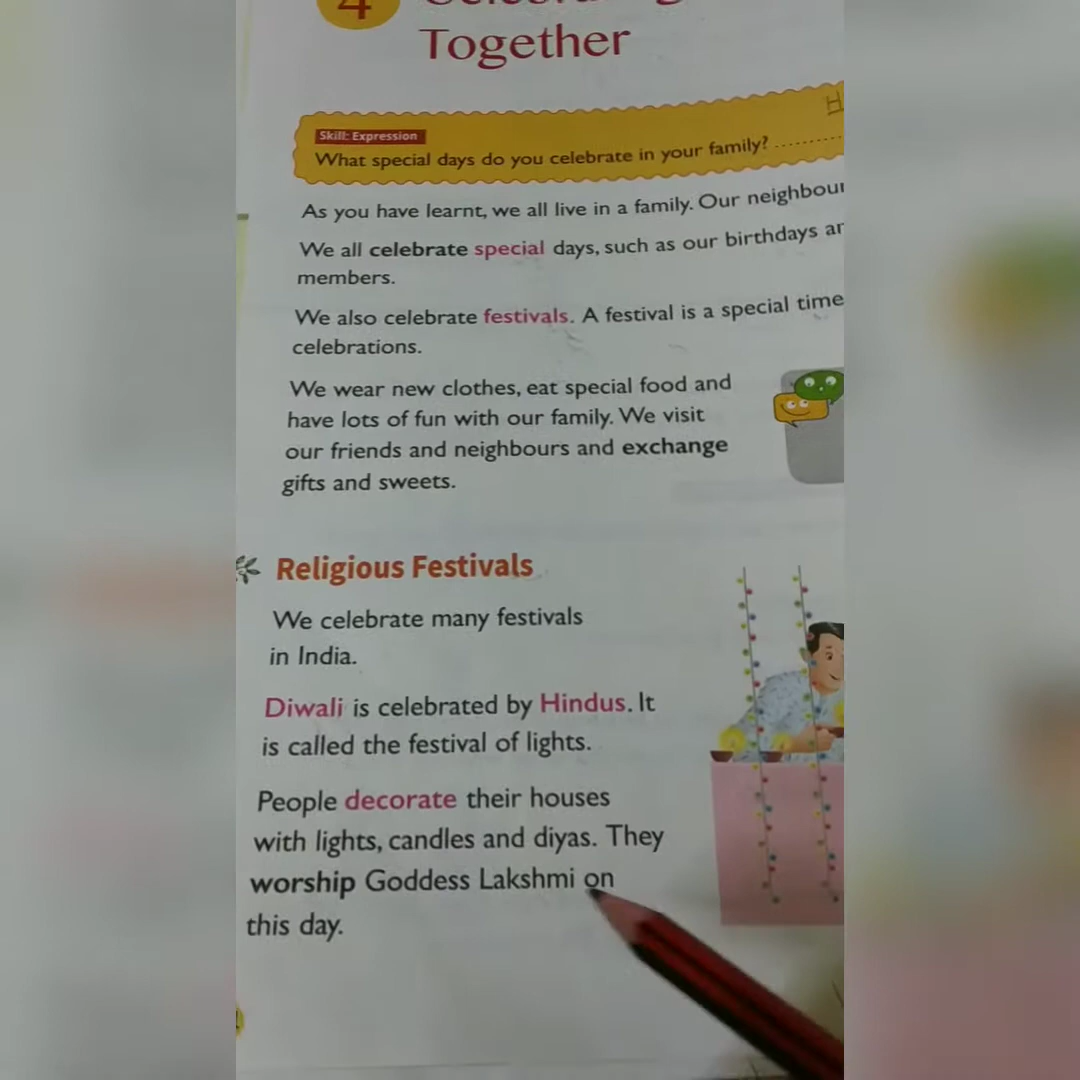 4
Together
Skill: Expression
What special days do you celebrate in your family? ..........
As you have learnt, we all live in a family. Our
We all celebrate special days, such as our birthdays
members.
We also celebrate festivals. A festival is a special time
celebrations.
We wear new clothes, eat special food and
have lots of fun with our family. We visit
our friends and neighbours and exchange
gifts and sweets.
Religious Festivals
We celebrate many festivals
in India.
Diwali is celebrated by Hindus. It
is called the festival of lights.
People decorate their houses
with lights, candles and diyas. They
worship Goddess Lakshmi on
this day.